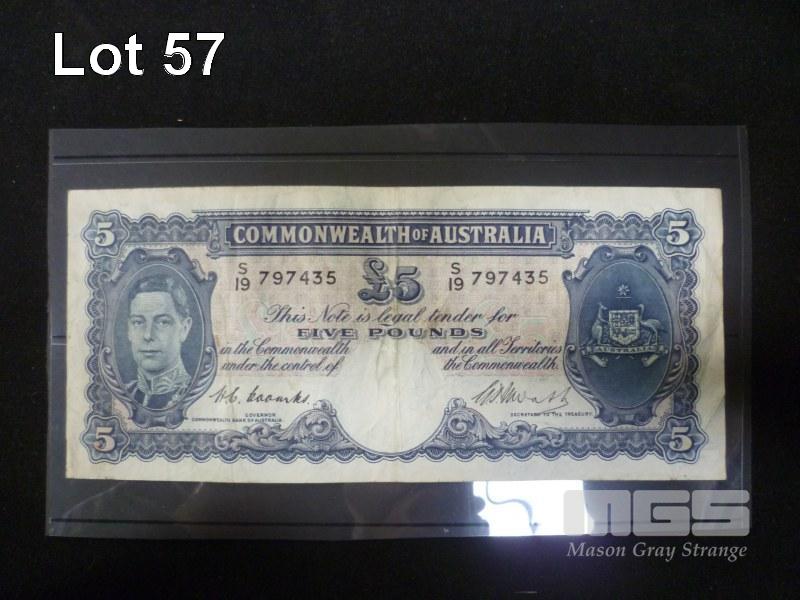 Lot 57
5 COMMONWEALTH OF AUSTRALIA 5
S/19 797435 £5 S/19 797435
This Note is legal tender for
FIVE POUNDS
in the Commonwealth and in all Territories
under the control of the Commonwealth.
AUSTRALIA
H.C. Coombs.
GOVERNOR
COMMONWEALTH BANK OF AUSTRALIA.
SECRETARY TO THE TREASURY.
5 5
MGS
Mason Gray Strange